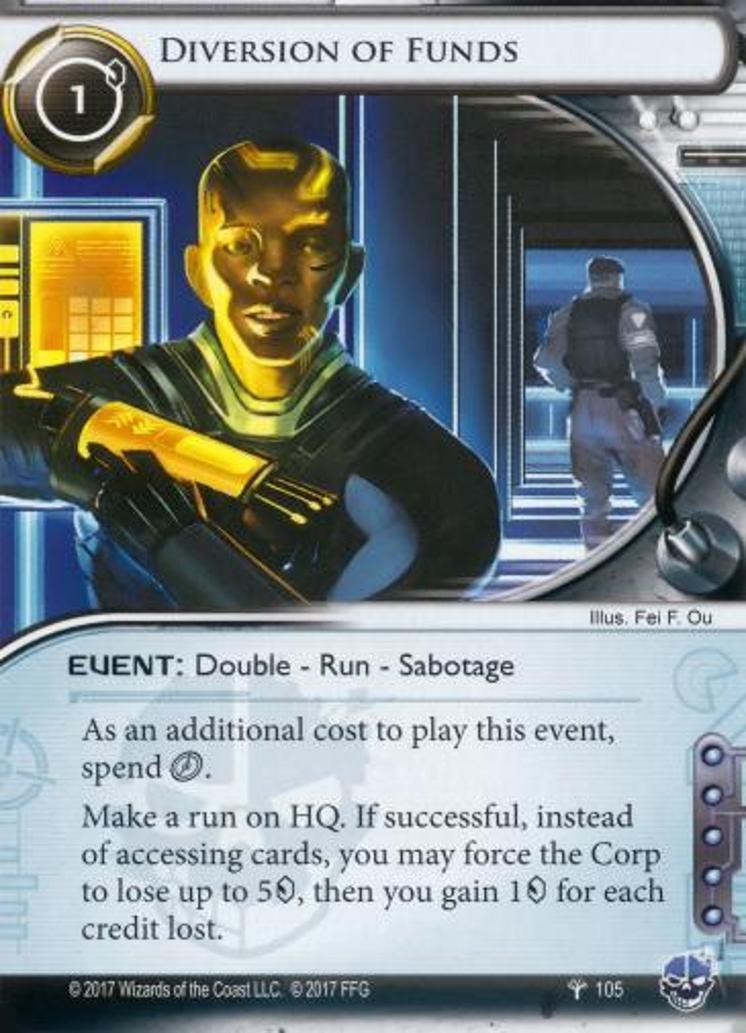 1
DIVERSION OF FUNDS
Illus. Fei F. Ou
EVENT: Double - Run - Sabotage
As an additional cost to play this event,
spend .
Make a run on HQ. If successful, instead
of accessing cards, you may force the Corp
to lose up to 5, then you gain 1 for each
credit lost.
© 2017 Wizards of the Coast LLC. © 2017 FFG
105